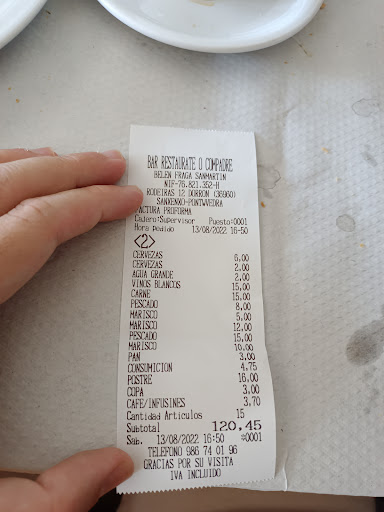 BAR RESTAURATE O COMPADRE
BELEN FRAGA SANMARTIN
NIF-76.821.352-H
RODEIRAS 12 DORRON (36960)
SANXENXO-PONTWVEDRA
FACTURA PROFORMA
Cajero:Supervisor Puesto:0001
Hora pedido 13/08/2022 16:50
<2>
CERVEZAS 6,00
CERVEZAS 2,00
AGUA GRANDE 2,00
VINOS BLANCOS 15,00
CARNE 15,00
PESCADO 8,00
MARISCO 5,00
MARISCO 12,00
PESCADO 15,00
MARISCO 10,00
PAN 3,00
CONSUMICION 4,75
POSTRE 16,00
COPA 3,00
CAFE/INFUSINES 3,70
Cantidad Articulos 15
Subtotal 120,45
Sab. 13/08/2022 16:50 *0001
TELEFONO 986 74 01 96
GRACIAS POR SU VISITA
IVA INCLUIDO